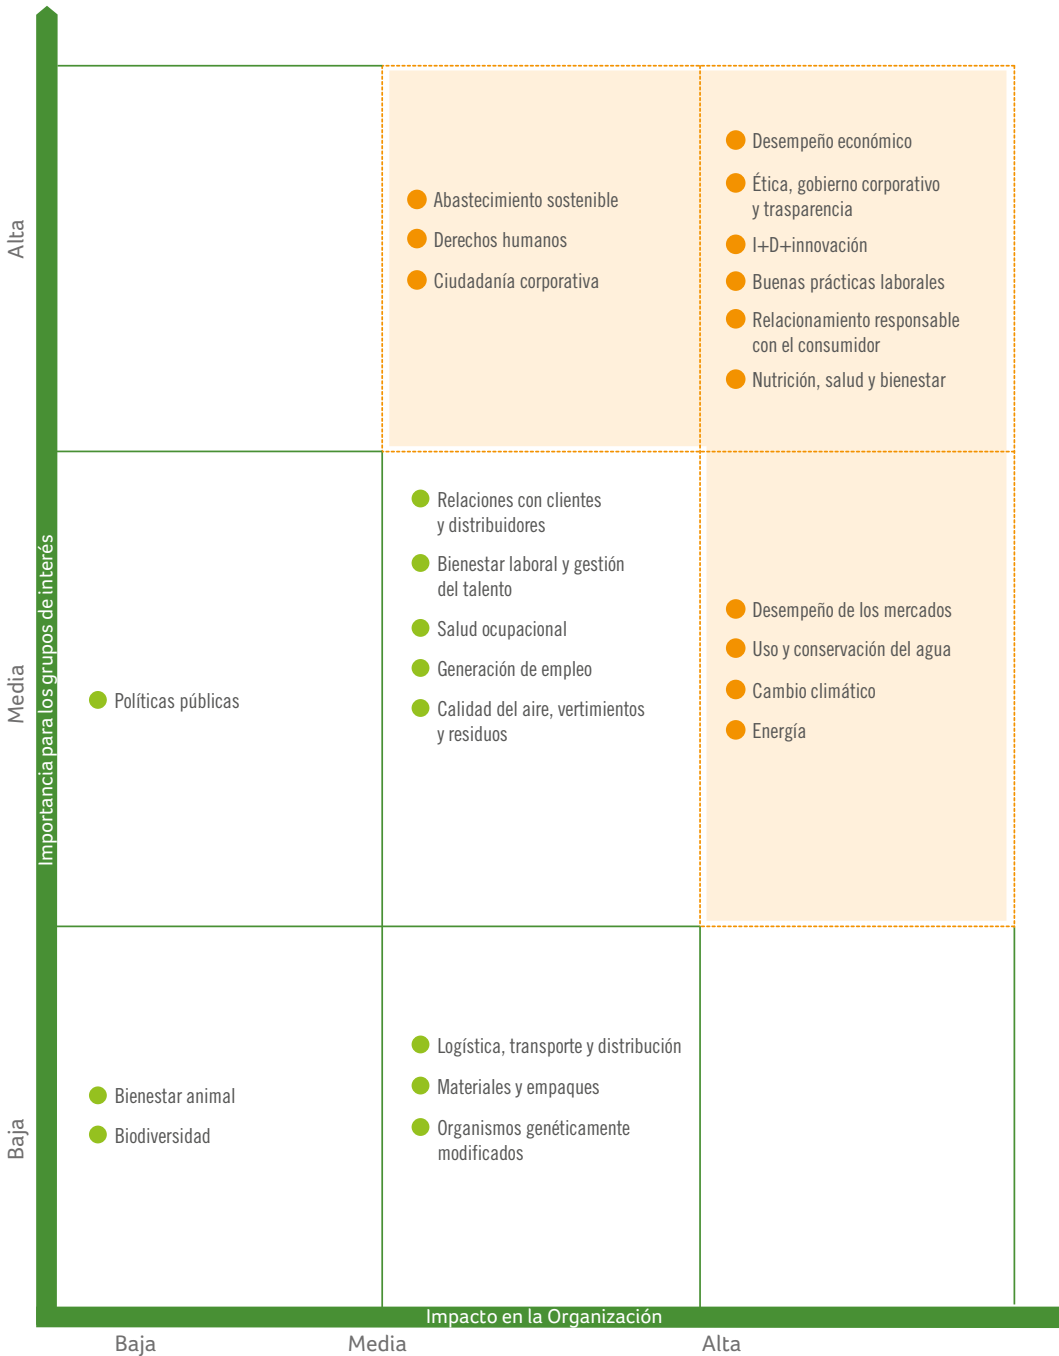 Alta
Abastecimiento sostenible
Derechos humanos
Ciudadanía corporativa
Desempeño económico
Ética, gobierno corporativo
y trasparencia
I+D+innovación
Buenas prácticas laborales
Relacionamiento responsable
con el consumidor
Nutrición, salud y bienestar
Importancia para los grupos de interés
Media
Políticas públicas
Relaciones con clientes
y distribuidores
Bienestar laboral y gestión
del talento
Salud ocupacional
Generación de empleo
Calidad del aire, vertimientos
y residuos
Desempeño de los mercados
Uso y conservación del agua
Cambio climático
Energía
Baja
Bienestar animal
Biodiversidad
Logística, transporte y distribución
Materiales y empaques
Organismos genéticamente
modificados
Impacto en la Organización
Baja
Media
Alta